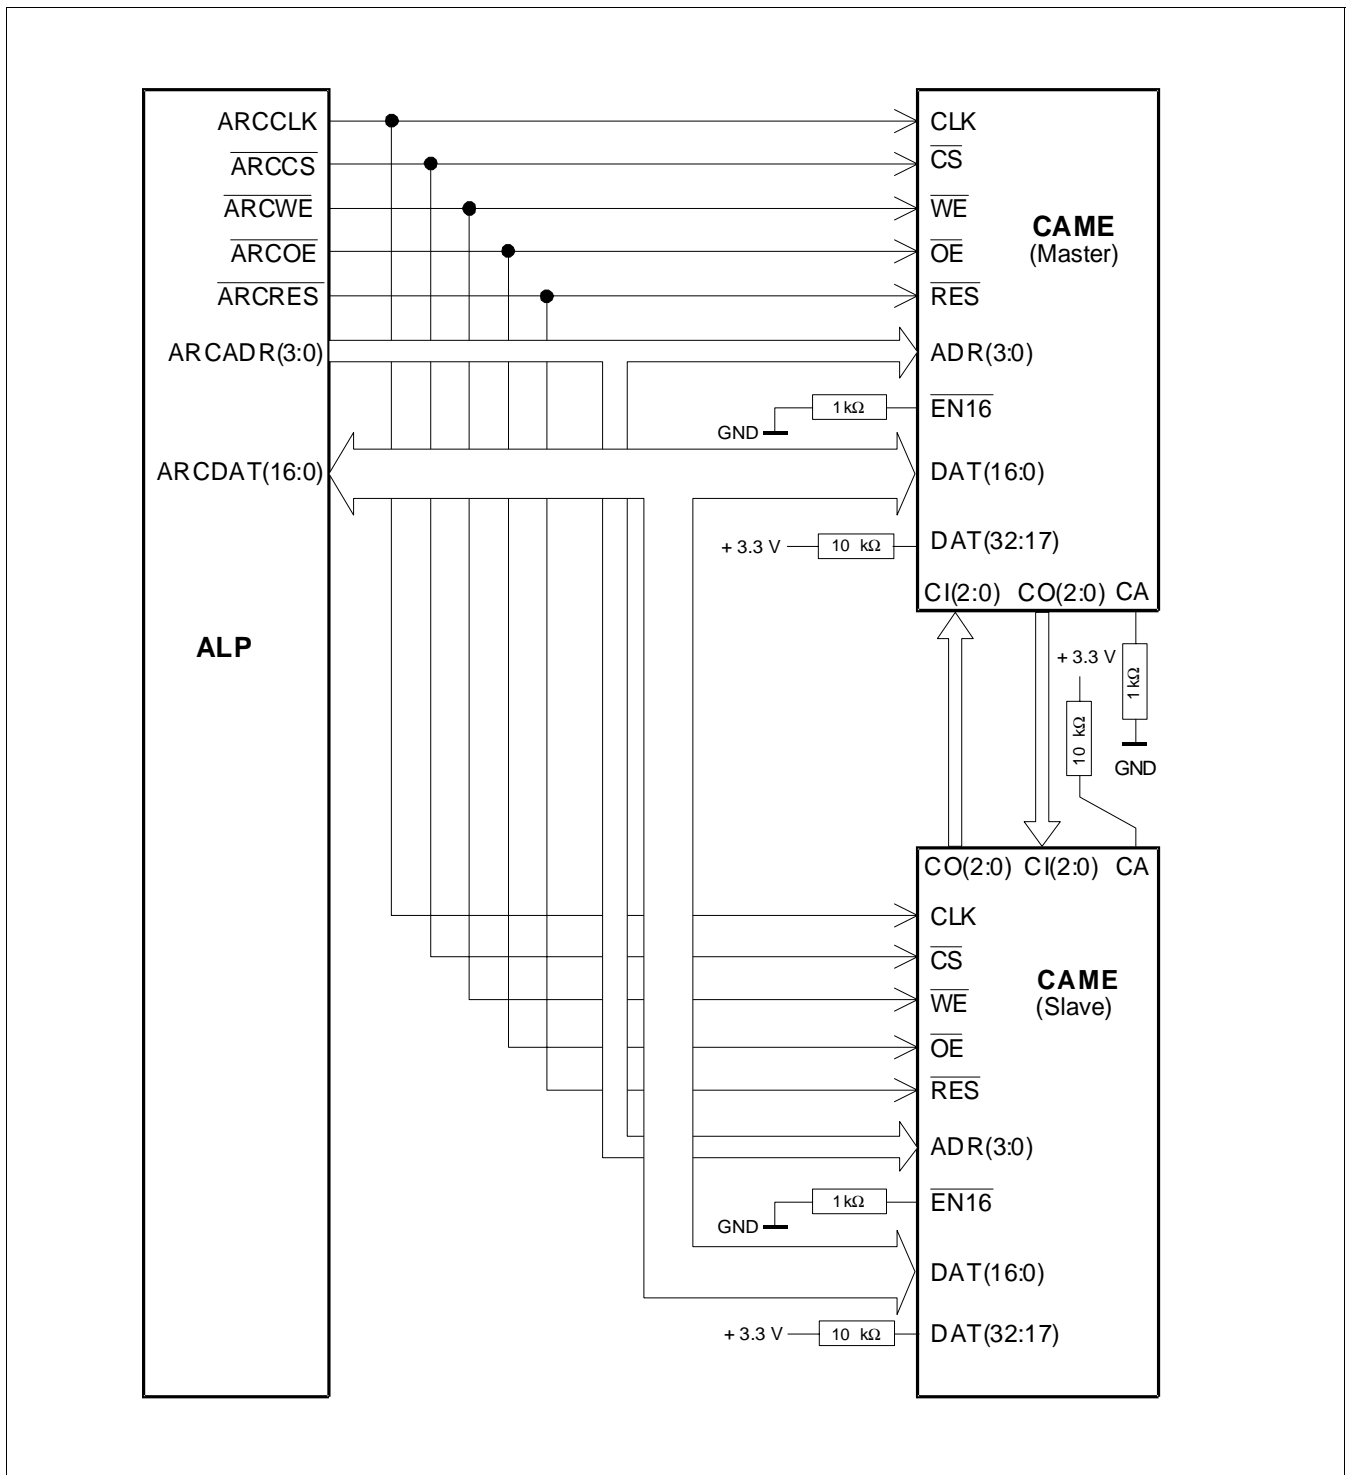 ARCCLK
ARCCS
ARCWE
ARCOE
ARCRES
ARCADR(3:0)
ARCDAT(16:0)
ALP
CLK
CS
WE
OE
RES
ADR(3:0)
EN16
DAT(16:0)
DAT(32:17)
CI(2:0) CO(2:0) CA
CAME
(Master)
1 kΩ
GND
+ 3.3 V
10 kΩ
+ 3.3 V
10 kΩ
1 kΩ
GND
CO(2:0) CI(2:0) CA
CLK
CS
WE
OE
RES
ADR(3:0)
EN16
DAT(16:0)
DAT(32:17)
CAME
(Slave)
1 kΩ
GND
+ 3.3 V
10 kΩ